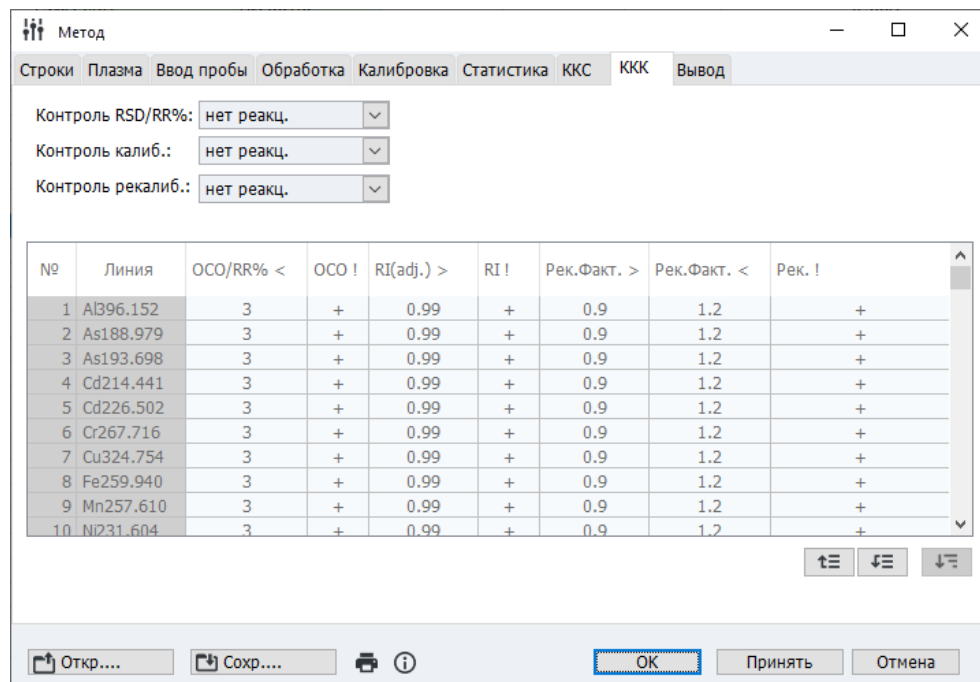 Метод
Строки Плазма Ввод пробы Обработка Калибровка Статистика ККС ККК Вывод
Контроль RSD/RR%: нет реакц.
Контроль калиб.: нет реакц.
Контроль рекалиб.: нет реакц.
№ Линия ОСО/RR% < ОСО ! RI(adj.) > RI ! Рек.Факт. > Рек.Факт. < Рек. !
1 Al396.152 3 + 0.99 + 0.9 1.2 +
2 As188.979 3 + 0.99 + 0.9 1.2 +
3 As193.698 3 + 0.99 + 0.9 1.2 +
4 Cd214.441 3 + 0.99 + 0.9 1.2 +
5 Cd226.502 3 + 0.99 + 0.9 1.2 +
6 Cr267.716 3 + 0.99 + 0.9 1.2 +
7 Cu324.754 3 + 0.99 + 0.9 1.2 +
8 Fe259.940 3 + 0.99 + 0.9 1.2 +
9 Mn257.610 3 + 0.99 + 0.9 1.2 +
10 Ni231.604 3 + 0.99 + 0.9 1.2 +
Откр.... Сохр.... OK Принять Отмена